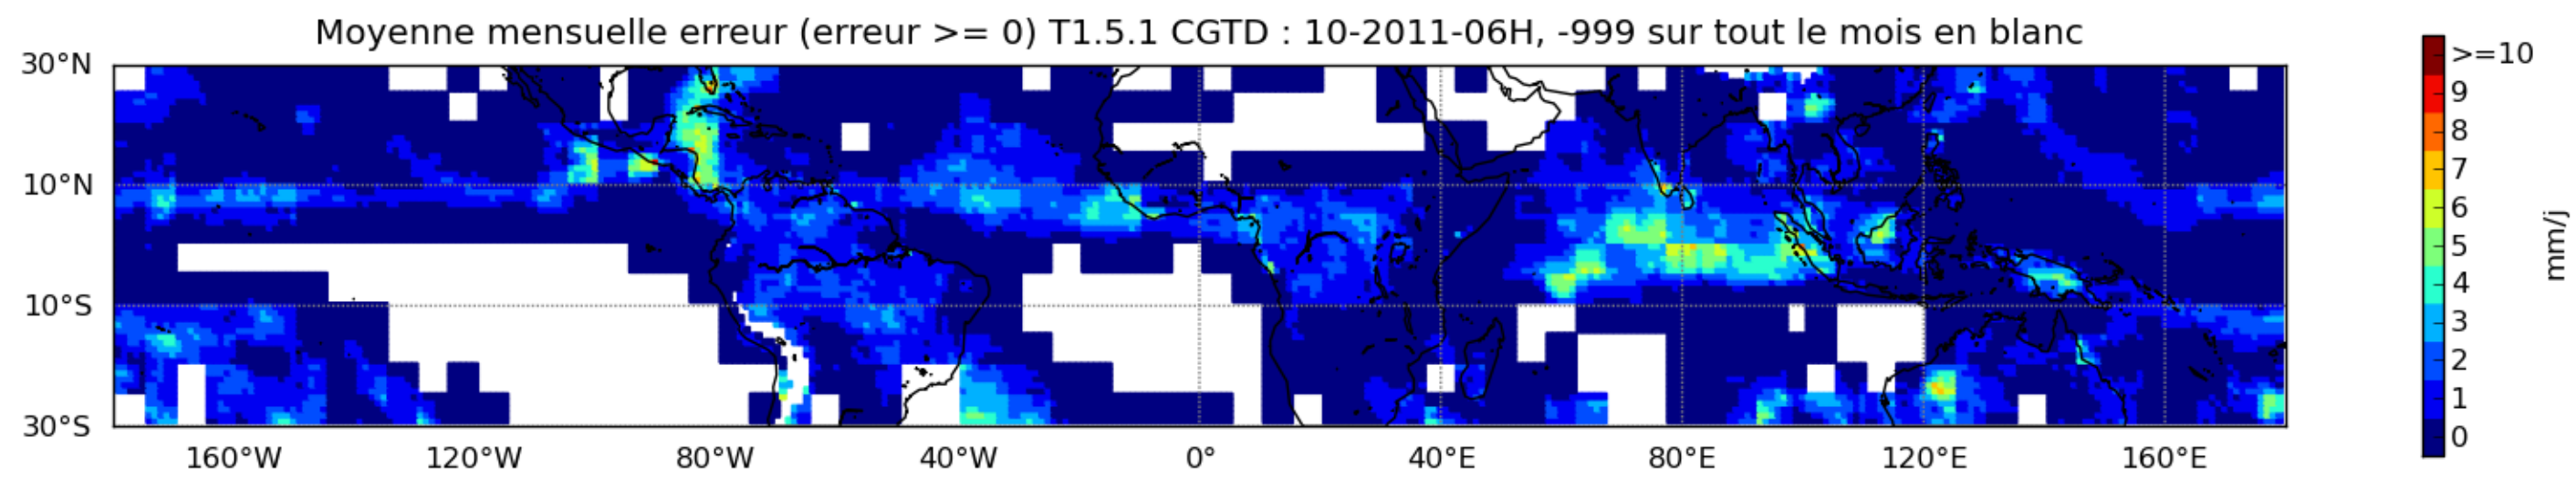 Moyenne mensuelle erreur (erreur >= 0) T1.5.1 CGTD : 10-2011-06H, -999 sur tout le mois en blanc
30°N
10°N
10°S
30°S
160°W 120°W 80°W 40°W 0° 40°E 80°E 120°E 160°E
>=10
9
8
7
6
5
4
3
2
1
0
mm/j